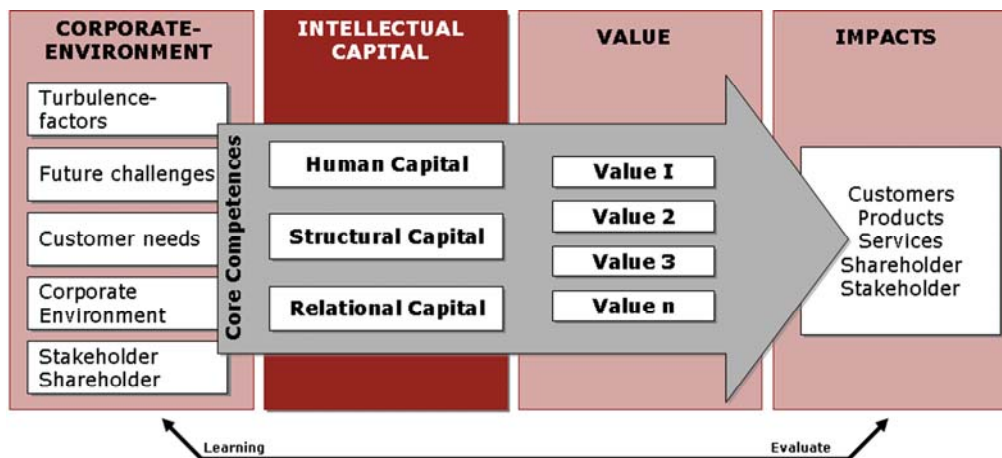 CORPORATE-
ENVIRONMENT
Turbulence-
factors
Future challenges
Customer needs
Corporate
Environment
Stakeholder
Shareholder
Core Competences
INTELLECTUAL
CAPITAL
Human Capital
Structural Capital
Relational Capital
VALUE
Value I
Value 2
Value 3
Value n
IMPACTS
Customers
Products
Services
Shareholder
Stakeholder
Learning
Evaluate